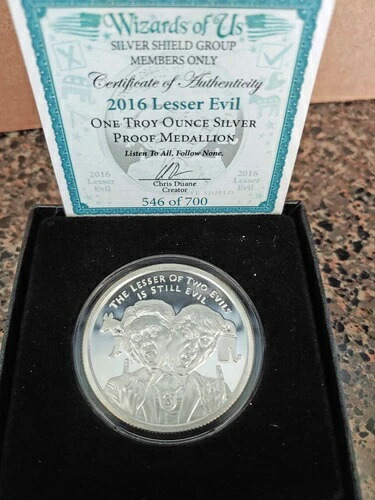 Wizards of Us
SILVER SHIELD GROUP
MEMBERS ONLY
Certificate of Authenticity
2016 Lesser Evil
ONE TROY OUNCE SILVER
PROOF MEDALLION
Listen To All, Follow None.
Chris Duane
Creator
2016
Lesser
Evil
2016
Lesser
Evil
546 of 700
THE LESSER OF TWO EVILS
IS STILL EVIL